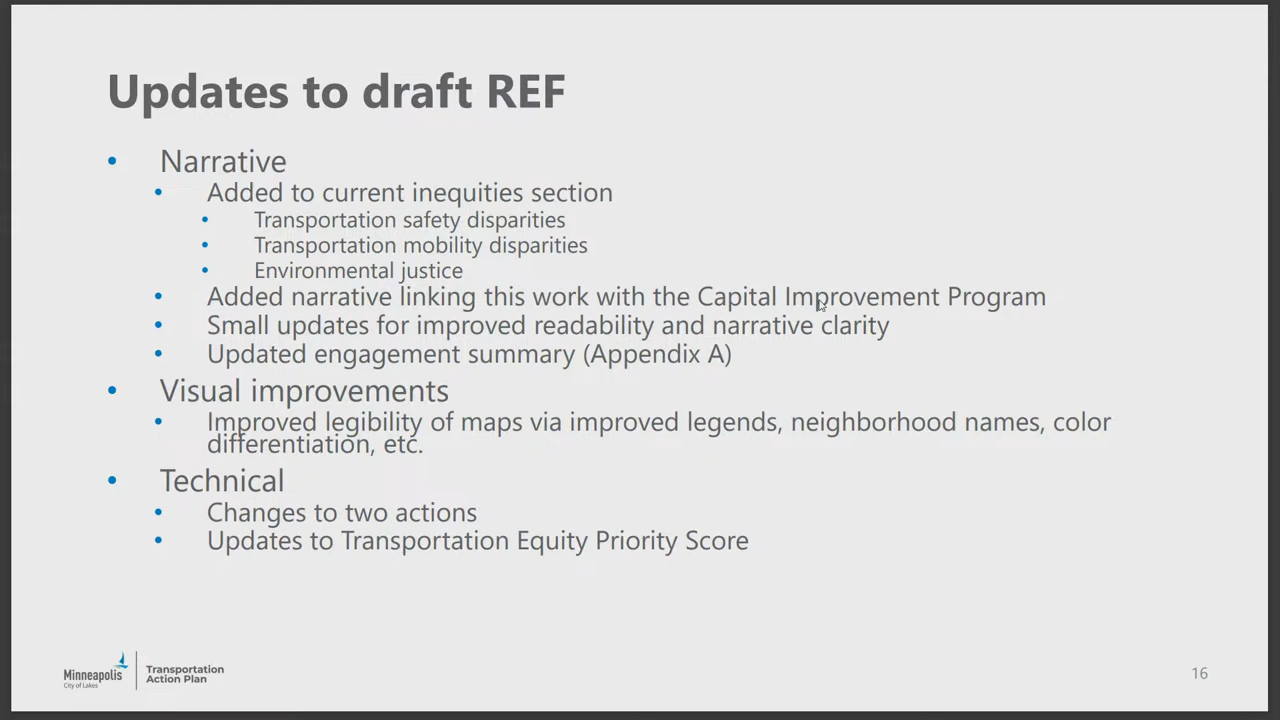 Updates to draft REF
• Narrative
• Added to current inequities section
• Transportation safety disparities
• Transportation mobility disparities
• Environmental justice
• Added narrative linking this work with the Capital Improvement Program
• Small updates for improved readability and narrative clarity
• Updated engagement summary (Appendix A)
• Visual improvements
• Improved legibility of maps via improved legends, neighborhood names, color
differentiation, etc.
• Technical
• Changes to two actions
• Updates to Transportation Equity Priority Score
Minneapolis
City of Lakes
Transportation
Action Plan
16